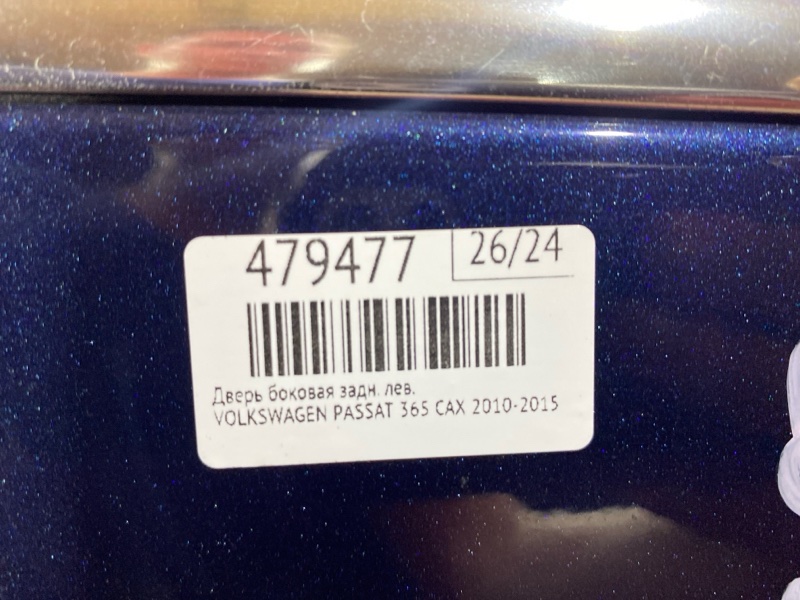 479477 26/24
Дверь боковая задн. лев.
VOLKSWAGEN PASSAT 365 CAX 2010-2015